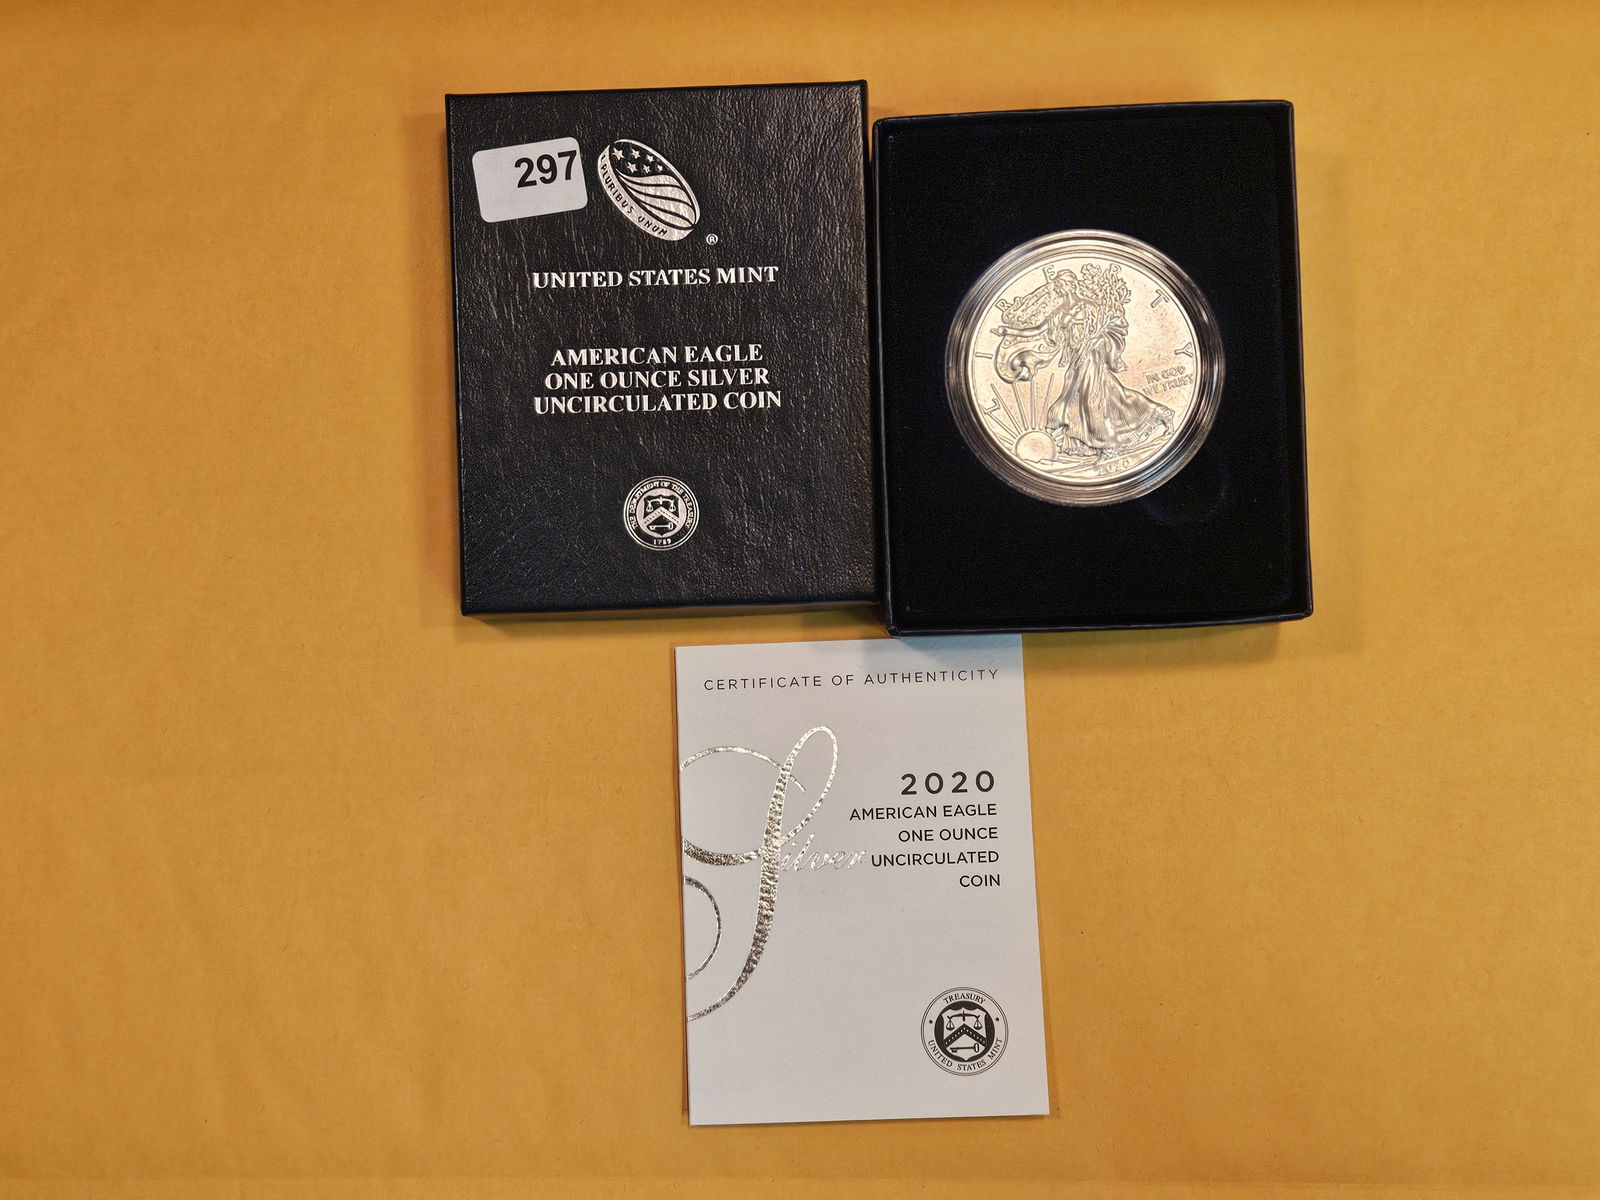 297
PLURIBUS UNUM
®
UNITED STATES MINT
AMERICAN EAGLE
ONE OUNCE SILVER
UNCIRCULATED COIN
THE DEPARTMENT OF THE TREASURY
1789
LIBERTY
IN GOD
WE TRUST
2020
CERTIFICATE OF AUTHENTICITY
Silver
2020
AMERICAN EAGLE
ONE OUNCE
UNCIRCULATED
COIN
TREASURY
UNITED STATES MINT